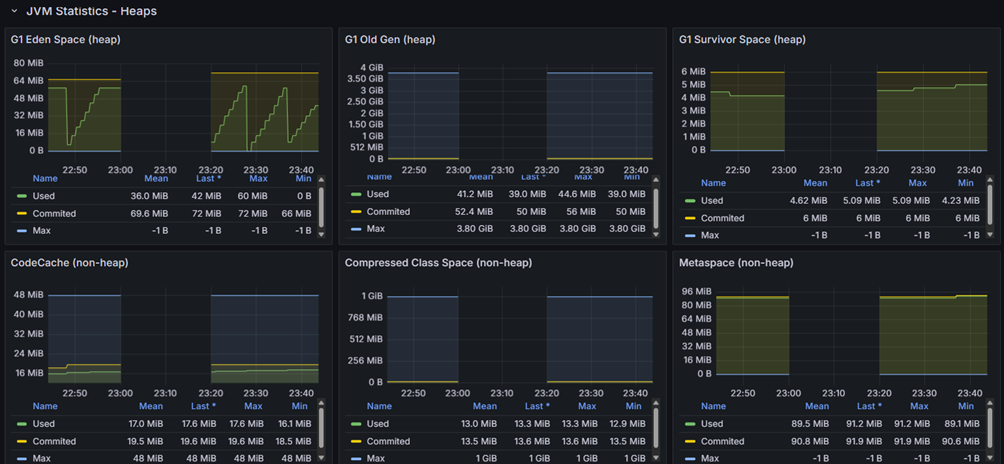 JVM Statistics - Heaps
G1 Eden Space (heap)
80 MiB
64 MiB
48 MiB
32 MiB
16 MiB
0 B
22:50 23:00 23:10 23:20 23:30 23:40
Name Mean Last * Max Min
Used 36.0 MiB 42 MiB 60 MiB 0 B
Commited 69.6 MiB 72 MiB 72 MiB 66 MiB
Max -1 B -1 B -1 B -1 B
G1 Old Gen (heap)
4 GiB
3.50 GiB
3 GiB
2.50 GiB
2 GiB
1.50 GiB
1 GiB
512 MiB
0 B
22:50 23:00 23:10 23:20 23:30 23:40
Name Mean Last * Max Min
Used 41.2 MiB 39.0 MiB 44.6 MiB 39.0 MiB
Commited 52.4 MiB 50 MiB 56 MiB 50 MiB
Max 3.80 GiB 3.80 GiB 3.80 GiB 3.80 GiB
G1 Survivor Space (heap)
6 MiB
5 MiB
4 MiB
3 MiB
2 MiB
1 MiB
0 B
22:50 23:00 23:10 23:20 23:30 23:40
Name Mean Last * Max Min
Used 4.62 MiB 5.09 MiB 5.09 MiB 4.23 MiB
Commited 6 MiB 6 MiB 6 MiB 6 MiB
Max -1 B -1 B -1 B -1 B
CodeCache (non-heap)
48 MiB
40 MiB
32 MiB
24 MiB
16 MiB
22:50 23:00 23:10 23:20 23:30 23:40
Name Mean Last * Max Min
Used 17.0 MiB 17.6 MiB 17.6 MiB 16.1 MiB
Commited 19.5 MiB 19.6 MiB 19.6 MiB 18.5 MiB
Max 48 MiB 48 MiB 48 MiB 48 MiB
Compressed Class Space (non-heap)
1 GiB
768 MiB
512 MiB
256 MiB
0 B
22:50 23:00 23:10 23:20 23:30 23:40
Name Mean Last * Max Min
Used 13.0 MiB 13.3 MiB 13.3 MiB 12.9 MiB
Commited 13.5 MiB 13.6 MiB 13.6 MiB 13.5 MiB
Max 1 GiB 1 GiB 1 GiB 1 GiB
Metaspace (non-heap)
96 MiB
80 MiB
64 MiB
48 MiB
32 MiB
16 MiB
0 B
22:50 23:00 23:10 23:20 23:30 23:40
Name Mean Last * Max Min
Used 89.5 MiB 91.2 MiB 91.2 MiB 89.1 MiB
Commited 90.8 MiB 91.9 MiB 91.9 MiB 90.6 MiB
Max -1 B -1 B -1 B -1 B